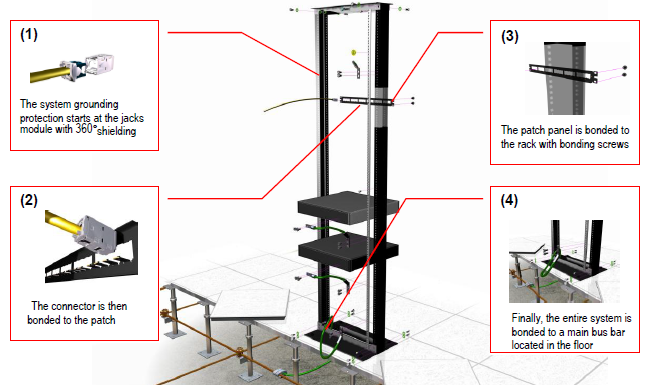 (1)
The system grounding
protection starts at the jacks
module with 360° shielding
(2)
The connector is then
bonded to the patch
(3)
The patch panel is bonded to
the rack with bonding screws
(4)
Finally, the entire system is
bonded to a main bus bar
located in the floor